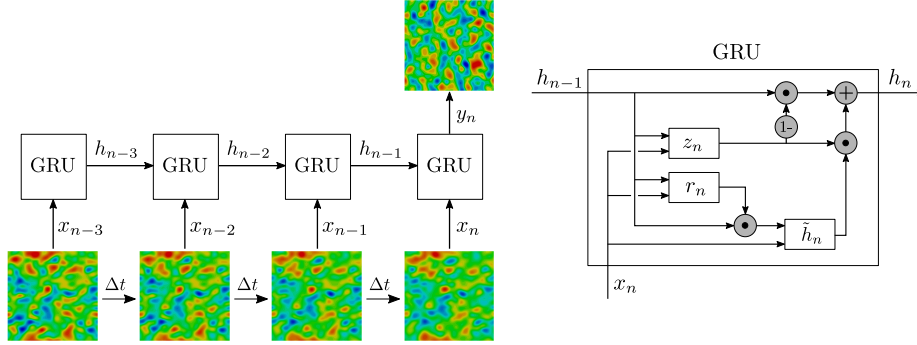 GRU
h_{n-1}
h_n
y_n
1-
z_n
GRU h_{n-3} GRU h_{n-2} GRU h_{n-1} GRU
r_n
x_{n-3} x_{n-2} x_{n-1} x_n
h̃_n
Δt Δt Δt
x_n